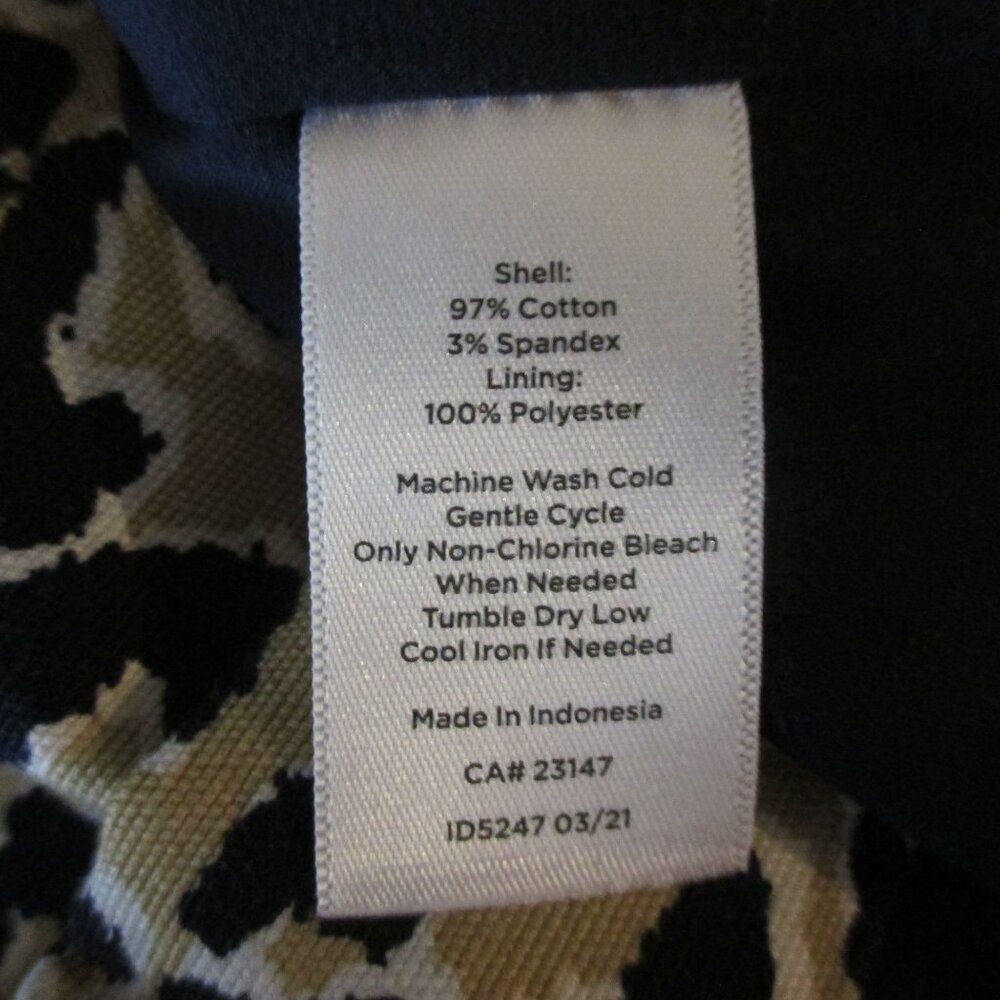 Shell:
97% Cotton
3% Spandex
Lining:
100% Polyester
Machine Wash Cold
Gentle Cycle
Only Non-Chlorine Bleach
When Needed
Tumble Dry Low
Cool Iron If Needed
Made In Indonesia
CA# 23147
ID5247 03/21